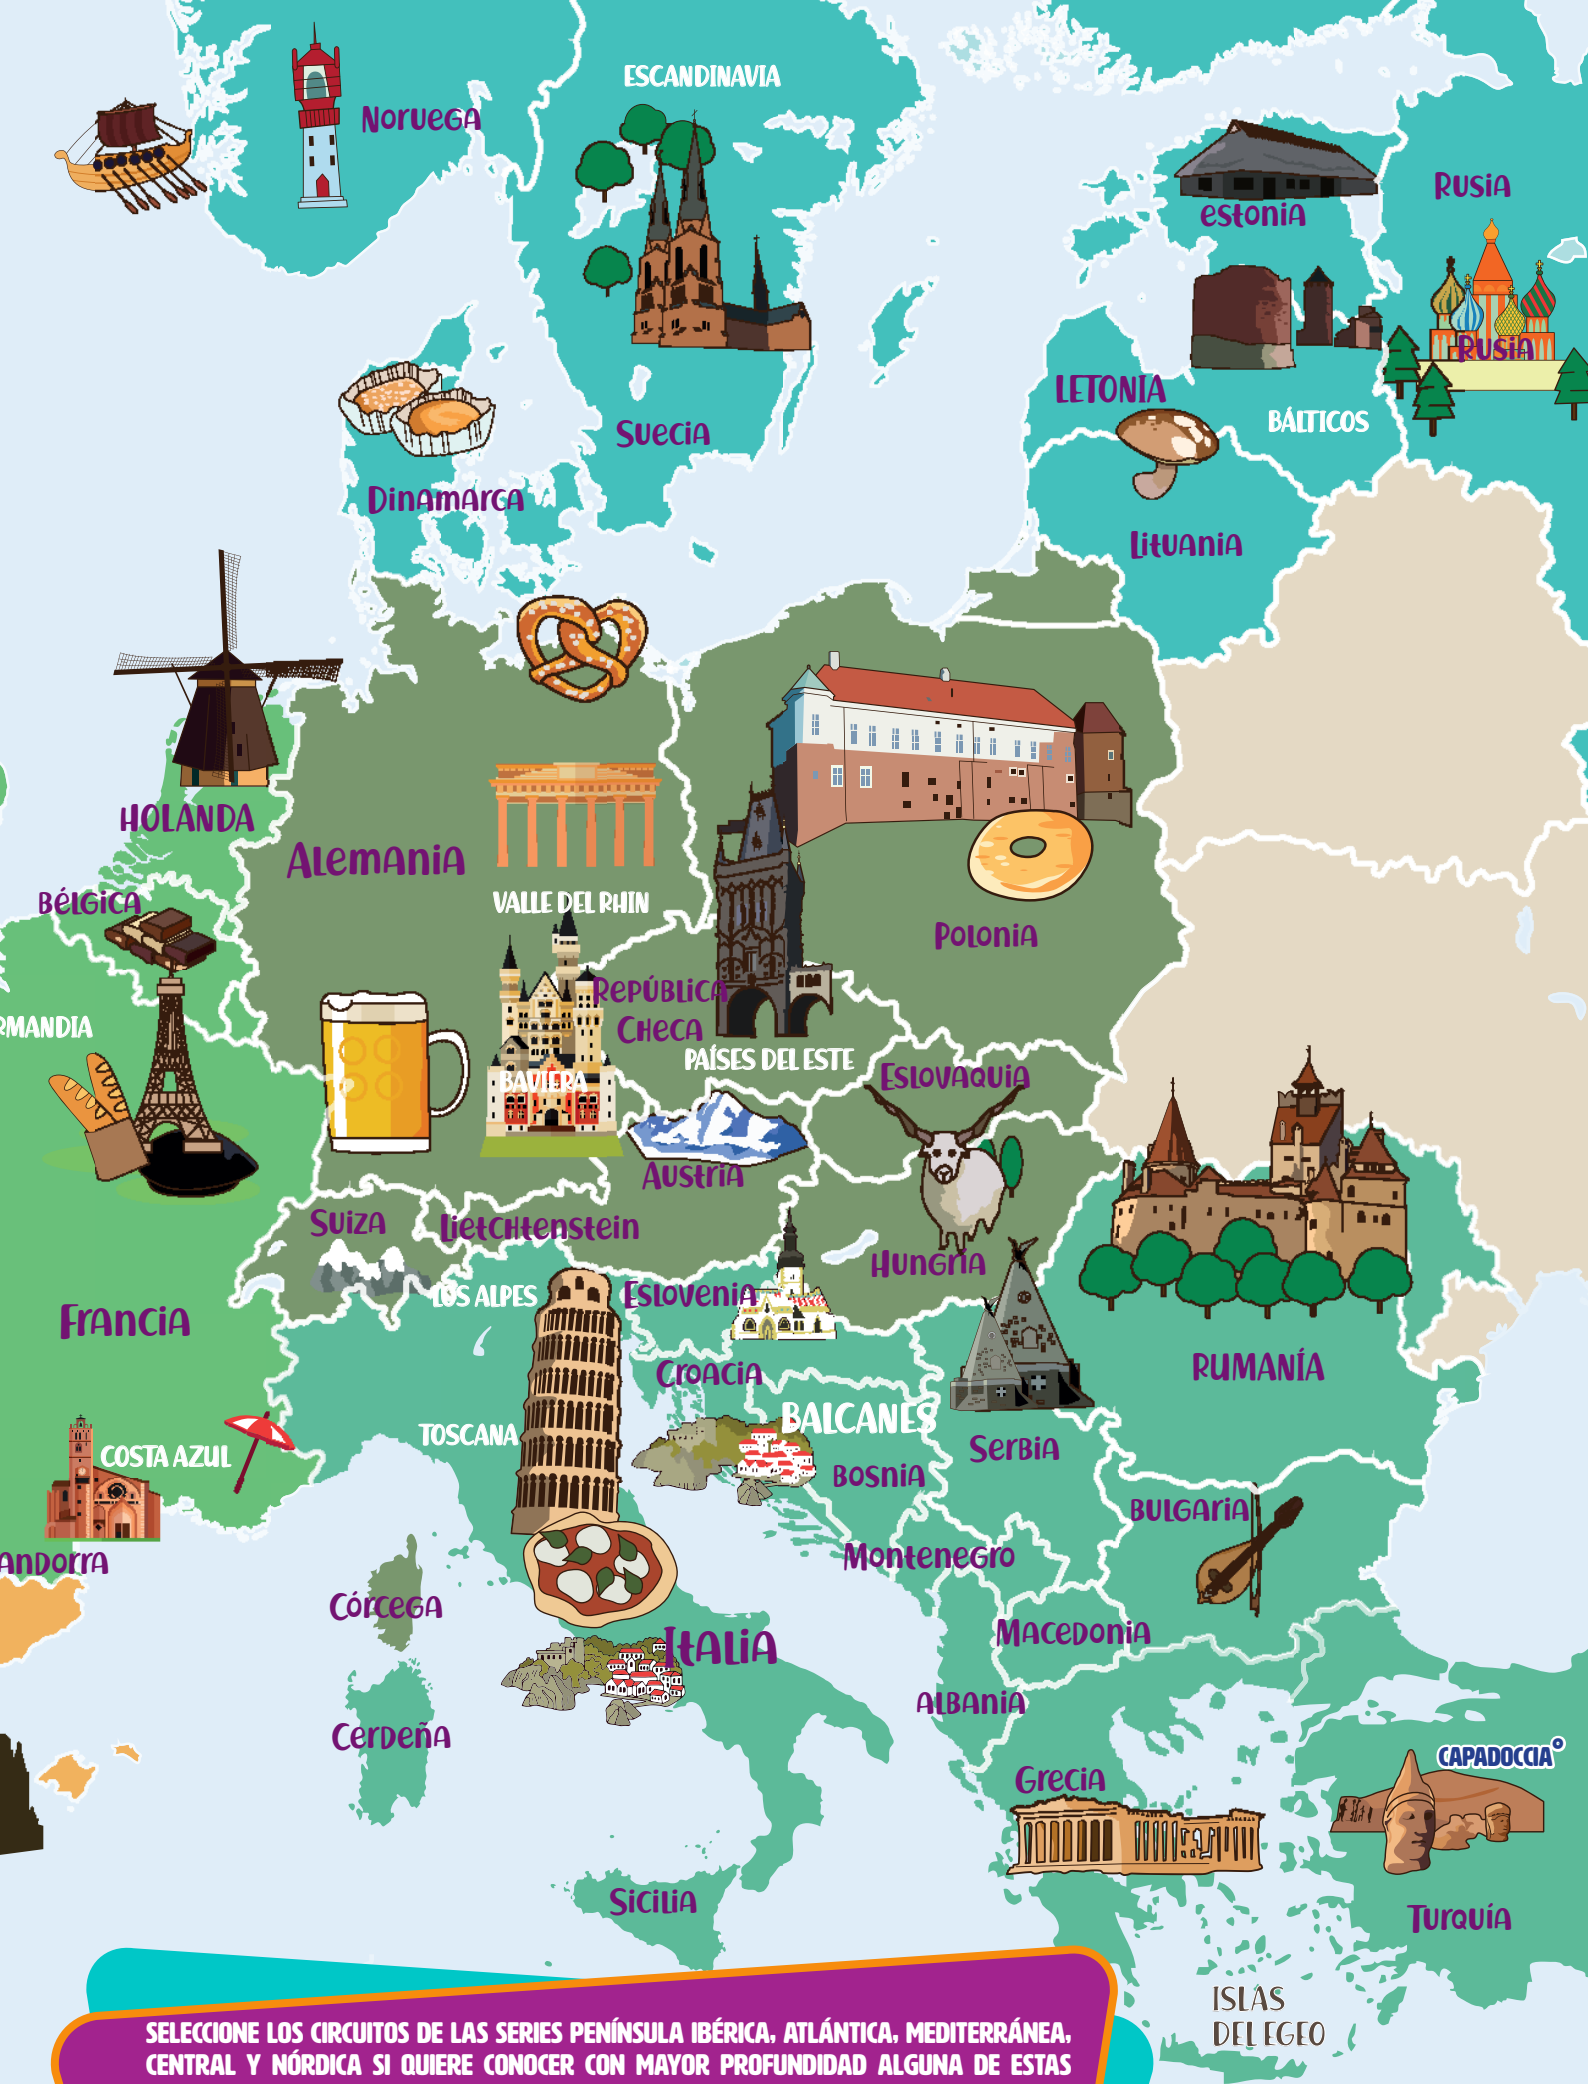 ESCANDINAVIA
Noruega
Rusia
estonia
Rusia
LETONIA
BÁLTICOS
Suecia
Dinamarca
Lituania
HOLANDA
Alemania
BÉLGICA
VALLE DEL RHIN
Polonia
República
Checa
RMANDIA
PAÍSES DEL ESTE
Eslovaquia
BAVIERA
Austria
Suiza
Lietchtenstein
Hungría
LOS ALPES
Eslovenia
Francia
RUMANÍA
Croacia
BALCANES
TOSCANA
COSTA AZUL
Serbia
Bosnia
BULGARIA
andorra
Montenegro
Córcega
Macedonia
Italia
ALBANIA
Cerdeña
CAPADOCCIA
Grecia
Sicilia
Turquía
ISLAS
DEL EGEO
SELECCIONE LOS CIRCUITOS DE LAS SERIES PENÍNSULA IBÉRICA, ATLÁNTICA, MEDITERRÁNEA,
CENTRAL Y NÓRDICA SI QUIERE CONOCER CON MAYOR PROFUNDIDAD ALGUNA DE ESTAS